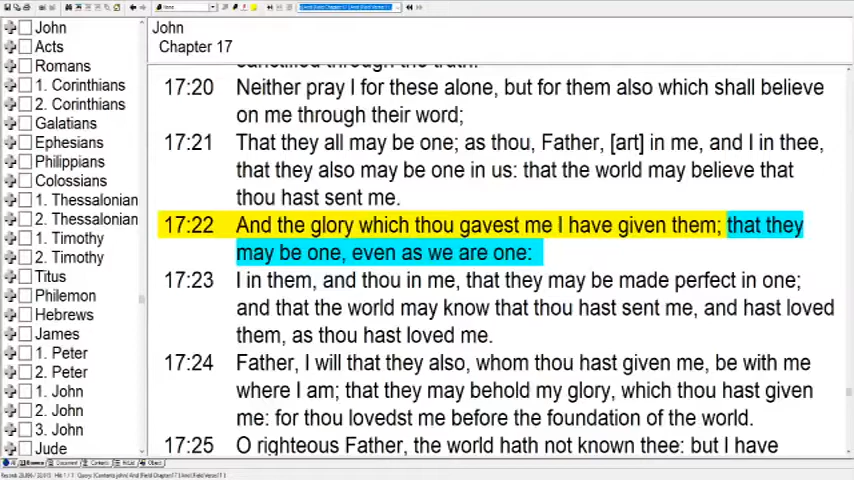 John
Acts
Romans
1. Corinthians
2. Corinthians
Galatians
Ephesians
Philippians
Colossians
1. Thessalonian
2. Thessalonian
1. Timothy
2. Timothy
Titus
Philemon
Hebrews
James
1. Peter
2. Peter
1. John
2. John
3. John
Jude
John
Chapter 17
sanctified through the truth.
17:20 Neither pray I for these alone, but for them also which shall believe
on me through their word;
17:21 That they all may be one; as thou, Father, [art] in me, and I in thee,
that they also may be one in us: that the world may believe that
thou hast sent me.
17:22 And the glory which thou gavest me I have given them; that they
may be one, even as we are one:
17:23 I in them, and thou in me, that they may be made perfect in one;
and that the world may know that thou hast sent me, and hast loved
them, as thou hast loved me.
17:24 Father, I will that they also, whom thou hast given me, be with me
where I am; that they may behold my glory, which thou hast given
me: for thou lovedst me before the foundation of the world.
17:25 O righteous Father, the world hath not known thee: but I have
Browse Document Contents Hit List Object